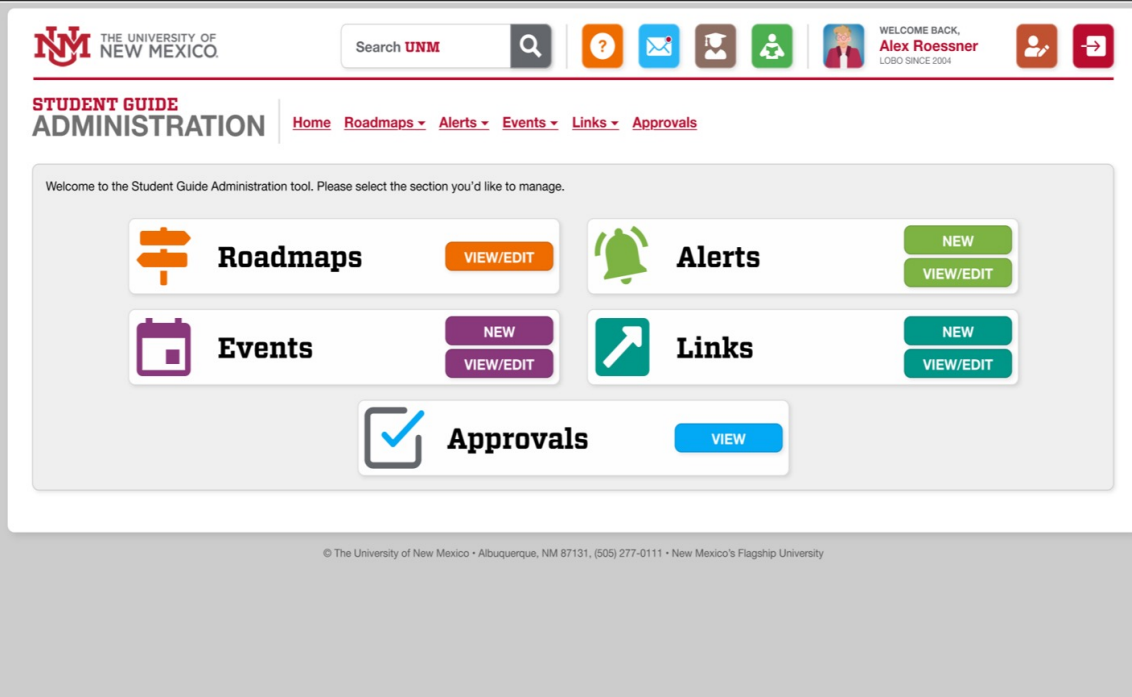 UNM
THE UNIVERSITY OF
NEW MEXICO.
Search UNM
?
WELCOME BACK,
Alex Roessner
LOBO SINCE 2004
STUDENT GUIDE
ADMINISTRATION
Home Roadmaps Alerts Events Links Approvals
Welcome to the Student Guide Administration tool. Please select the section you'd like to manage.
Roadmaps
VIEW/EDIT
Alerts
NEW
VIEW/EDIT
Events
NEW
VIEW/EDIT
Links
NEW
VIEW/EDIT
Approvals
VIEW
© The University of New Mexico • Albuquerque, NM 87131, (505) 277-0111 • New Mexico's Flagship University